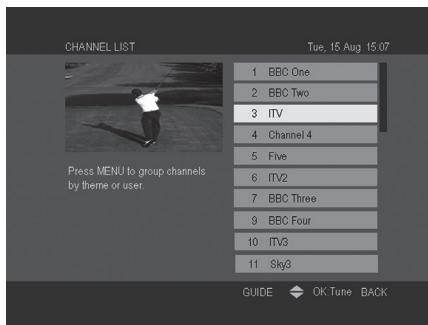 CHANNEL LIST
Tue, 15 Aug 15:07
Press MENU to group channels
by theme or user.
1 BBC One
2 BBC Two
3 ITV
4 Channel 4
5 Five
6 ITV2
7 BBC Three
9 BBC Four
10 ITV3
11 Sky3
GUIDE OK:Tune BACK